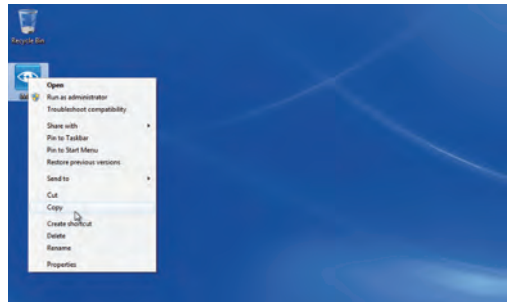 Recycle Bin
Open
Run as administrator
Troubleshoot compatibility
Share with
Pin to Taskbar
Pin to Start Menu
Restore previous versions
Send to
Cut
Copy
Create shortcut
Delete
Rename
Properties